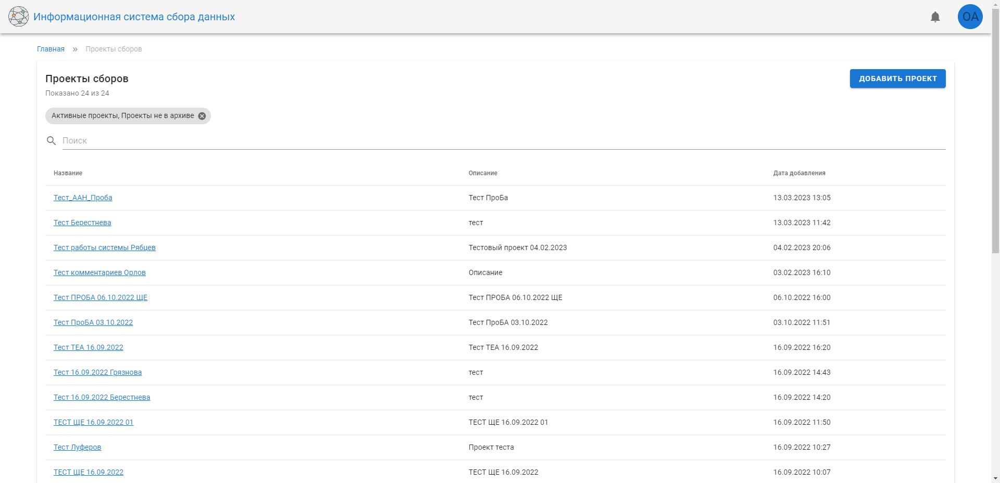 Информационная система сбора данных
ОА
Главная » Проекты сборов
Проекты сборов
ДОБАВИТЬ ПРОЕКТ
Показано 24 из 24
Активные проекты, Проекты не в архиве
Поиск
Название Описание Дата добавления
Тест_ААН_Проба Тест ПроБа 13.03.2023 13:05
Тест Берестнева тест 13.03.2023 11:42
Тест работы системы Рябцев Тестовый проект 04.02.2023 04.02.2023 20:06
Тест комментариев Орлов Описание 03.02.2023 16:10
Тест ПРОБА 06.10.2022 ЩЕ Тест ПРОБА 06.10.2022 ЩЕ 06.10.2022 16:00
Тест ПроБА 03.10.2022 Тест ПроБА 03.10.2022 03.10.2022 11:51
Тест ТЕА 16.09.2022 Тест ТЕА 16.09.2022 16.09.2022 16:20
Тест 16.09.2022 Грязнова тест 16.09.2022 14:43
Тест 16.09.2022 Берестнева тест 16.09.2022 14:20
ТЕСТ ЩЕ 16.09.2022 01 ТЕСТ ЩЕ 16.09.2022 01 16.09.2022 11:50
Тест Луферов Проект теста 16.09.2022 10:27
ТЕСТ ЩЕ 16.09.2022 ТЕСТ ЩЕ 16.09.2022 16.09.2022 10:07